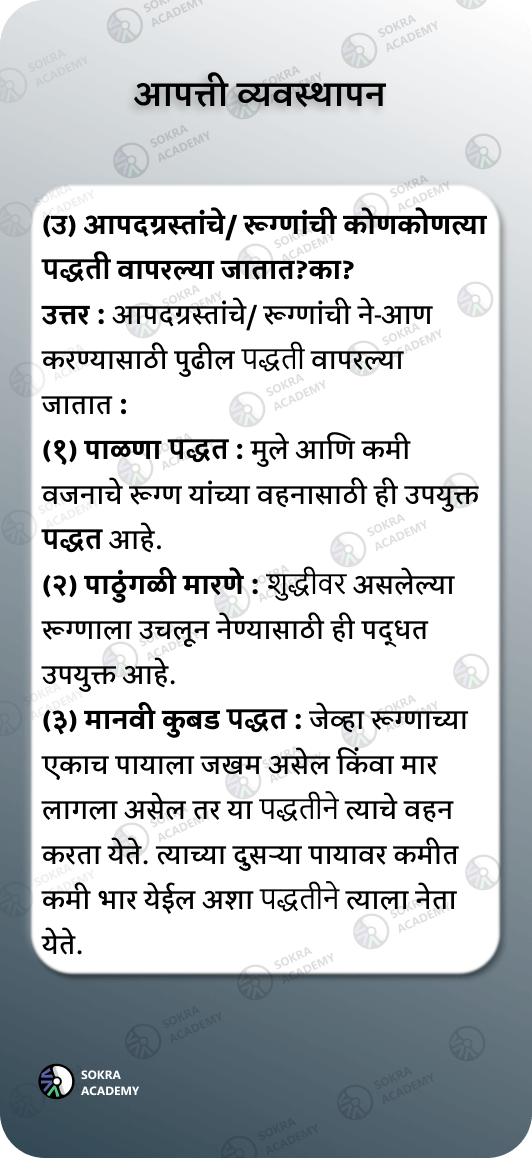 आपत्ती व्यवस्थापन
(उ) आपदग्रस्तांचे/ रूग्णांची कोणकोणत्या
पद्धती वापरल्या जातात?का?
उत्तर : आपदग्रस्तांचे/ रूग्णांची ने-आण
करण्यासाठी पुढील पद्धती वापरल्या
जातात :
(१) पाळणा पद्धत : मुले आणि कमी
वजनाचे रूग्ण यांच्या वहनासाठी ही उपयुक्त
पद्धत आहे.
(२) पाठुंगळी मारणे : शुद्धीवर असलेल्या
रूग्णाला उचलून नेण्यासाठी ही पद्‌धत
उपयुक्त आहे.
(३) मानवी कुबड पद्धत : जेव्हा रूग्णाच्या
एकाच पायाला जखम असेल किंवा मार
लागला असेल तर या पद्धतीने त्याचे वहन
करता येते. त्याच्या दुसऱ्या पायावर कमीत
कमी भार येईल अशा पद्धतीने त्याला नेता
येते.
SOKRA
ACADEMY